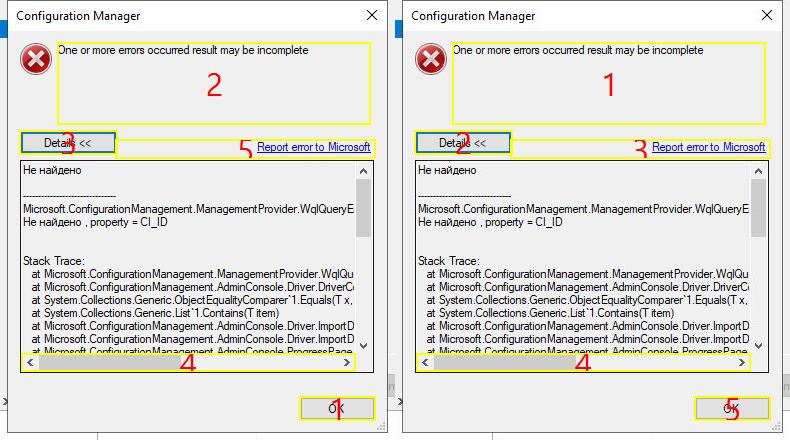 Configuration Manager
One or more errors occurred result may be incomplete
2
Details <<
3
5
Report error to Microsoft
Не найдено
-------------------------------
Microsoft.ConfigurationManagement.ManagementProvider.WqlQueryE
Не найдено , property = CI_ID
Stack Trace:
at Microsoft.ConfigurationManagement.ManagementProvider.WqlQu
at Microsoft.ConfigurationManagement.AdminConsole.Driver.DriverCo
at System.Collections.Generic.ObjectEqualityComparer`1.Equals(T x,
at System.Collections.Generic.List`1.Contains(T item)
at Microsoft.ConfigurationManagement.AdminConsole.Driver.ImportD
at Microsoft.ConfigurationManagement.AdminConsole.Driver.ImportD
at Microsoft.ConfigurationManagement.AdminConsole.ProgressPage
4
OK
1
Configuration Manager
One or more errors occurred result may be incomplete
1
Details <<
2
3
Report error to Microsoft
Не найдено
-------------------------------
Microsoft.ConfigurationManagement.ManagementProvider.WqlQueryE
Не найдено , property = CI_ID
Stack Trace:
at Microsoft.ConfigurationManagement.ManagementProvider.WqlQu
at Microsoft.ConfigurationManagement.AdminConsole.Driver.DriverCo
at System.Collections.Generic.ObjectEqualityComparer`1.Equals(T x,
at System.Collections.Generic.List`1.Contains(T item)
at Microsoft.ConfigurationManagement.AdminConsole.Driver.ImportD
at Microsoft.ConfigurationManagement.AdminConsole.Driver.ImportD
at Microsoft.ConfigurationManagement.AdminConsole.ProgressPage
4
OK
5